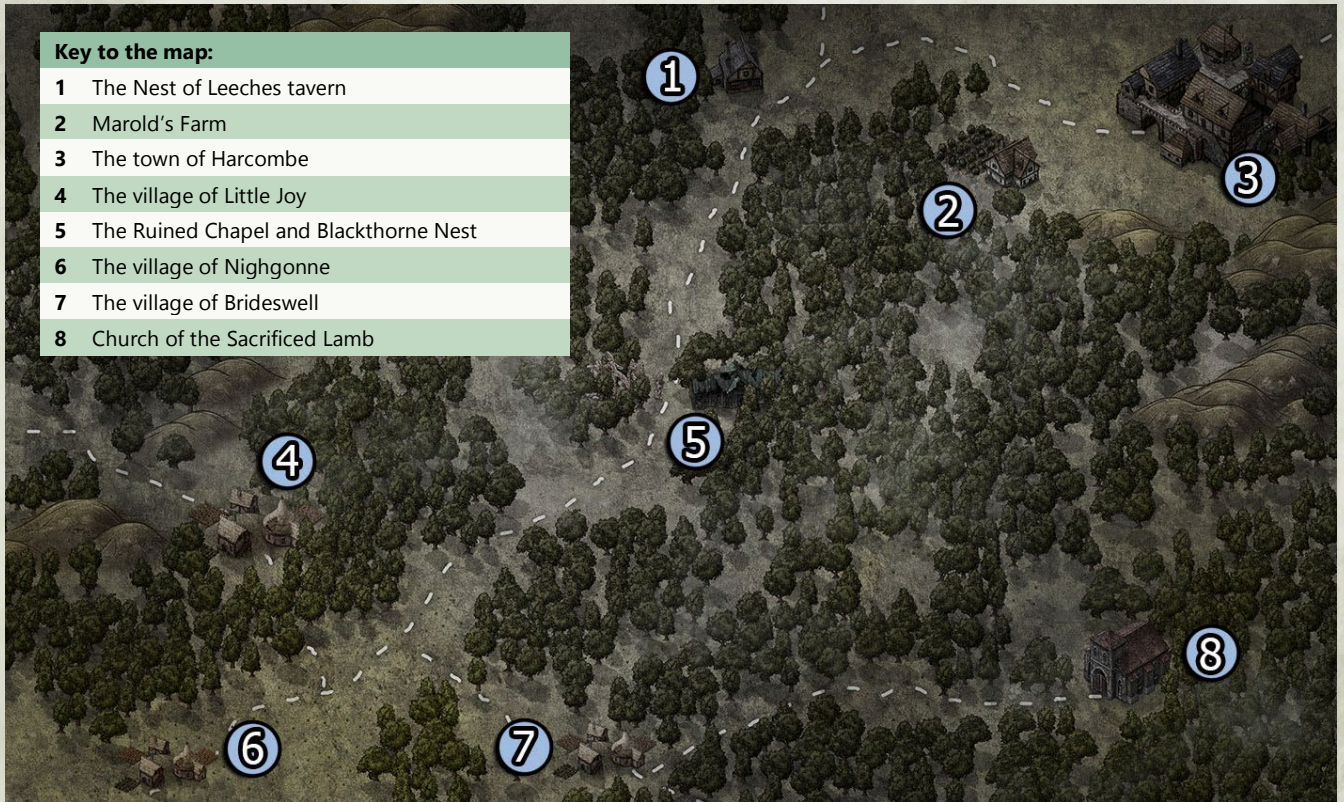 Key to the map:
1 The Nest of Leeches tavern
2 Marold's Farm
3 The town of Harcombe
4 The village of Little Joy
5 The Ruined Chapel and Blackthorne Nest
6 The village of Nighgonne
7 The village of Brideswell
8 Church of the Sacrificed Lamb
1
2
3
4
5
6
7
8